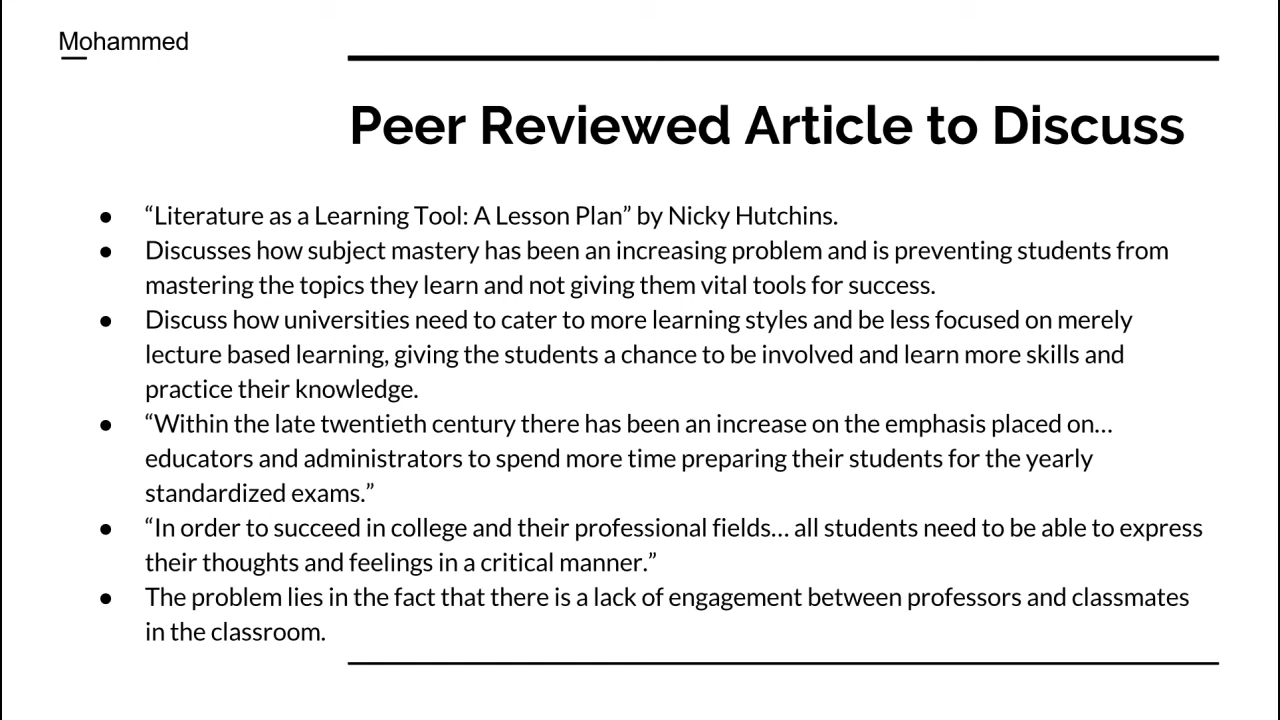 Mohammed
Peer Reviewed Article to Discuss
● “Literature as a Learning Tool: A Lesson Plan” by Nicky Hutchins.
● Discusses how subject mastery has been an increasing problem and is preventing students from
mastering the topics they learn and not giving them vital tools for success.
● Discuss how universities need to cater to more learning styles and be less focused on merely
lecture based learning, giving the students a chance to be involved and learn more skills and
practice their knowledge.
● “Within the late twentieth century there has been an increase on the emphasis placed on…
educators and administrators to spend more time preparing their students for the yearly
standardized exams.”
● “In order to succeed in college and their professional fields… all students need to be able to express
their thoughts and feelings in a critical manner.”
● The problem lies in the fact that there is a lack of engagement between professors and classmates
in the classroom.